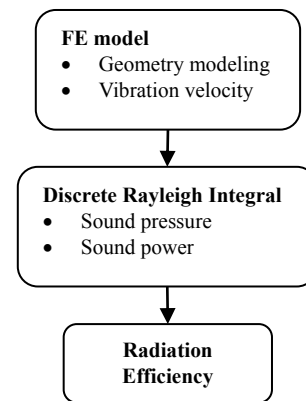 FE model
• Geometry modeling
• Vibration velocity
Discrete Rayleigh Integral
• Sound pressure
• Sound power
Radiation
Efficiency